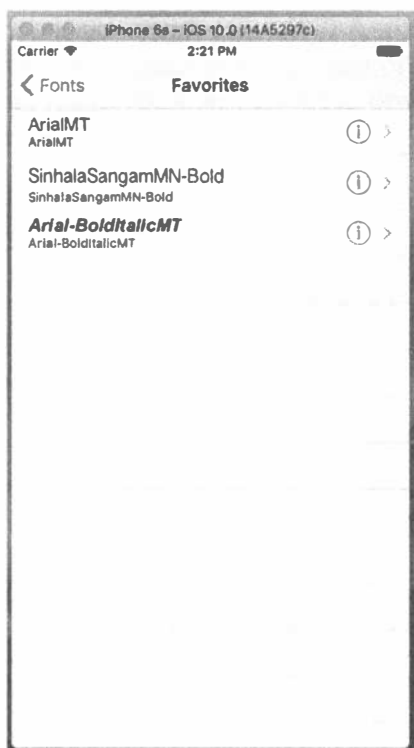 iPhone 6s – iOS 10.0 (14A5297c)
Carrier 2:21 PM
Fonts Favorites
ArialMT
ArialMT
SinhalaSangamMN-Bold
SinhalaSangamMN-Bold
Arial-BoldItalicMT
Arial-BoldItalicMT